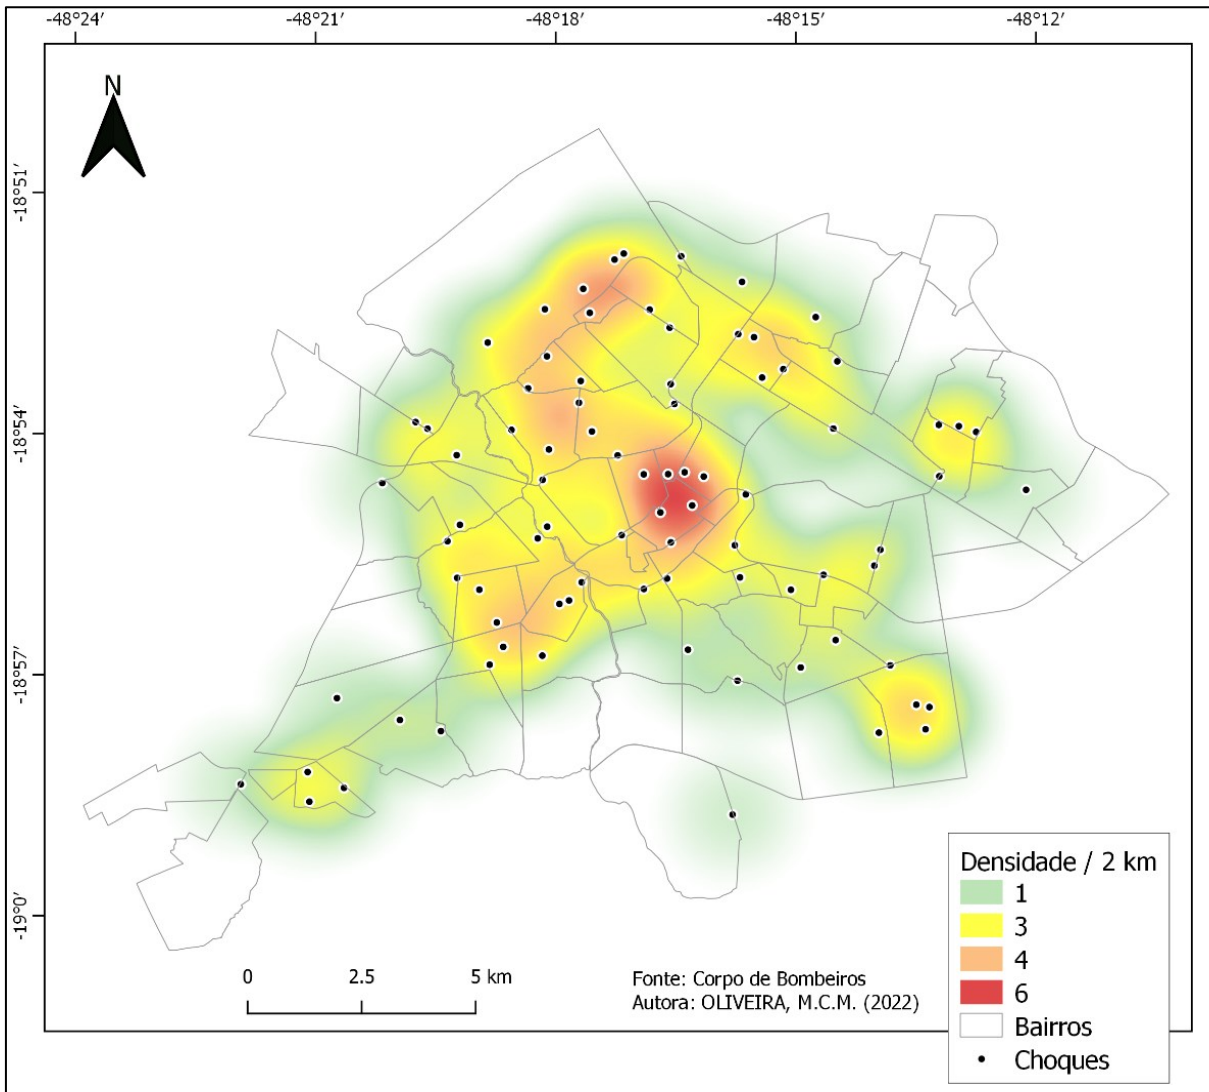 -48°24′ -48°21′ -48°18′ -48°15′ -48°12′
N
-18°51′
-18°54′
-18°57′
-19°0′
Densidade / 2 km
1
3
4
6
Bairros
Choques
0 2.5 5 km
Fonte: Corpo de Bombeiros
Autora: OLIVEIRA, M.C.M. (2022)